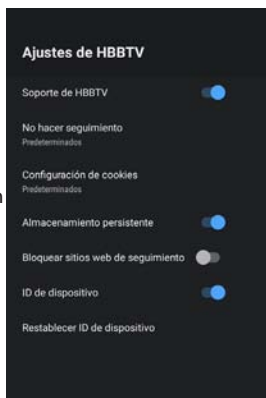 Ajustes de HBBTV
Soporte de HBBTV
No hacer seguimiento
Predeterminados
Configuración de cookies
Predeterminados
Almacenamiento persistente
Bloquear sitios web de seguimiento
ID de dispositivo
Restablecer ID de dispositivo